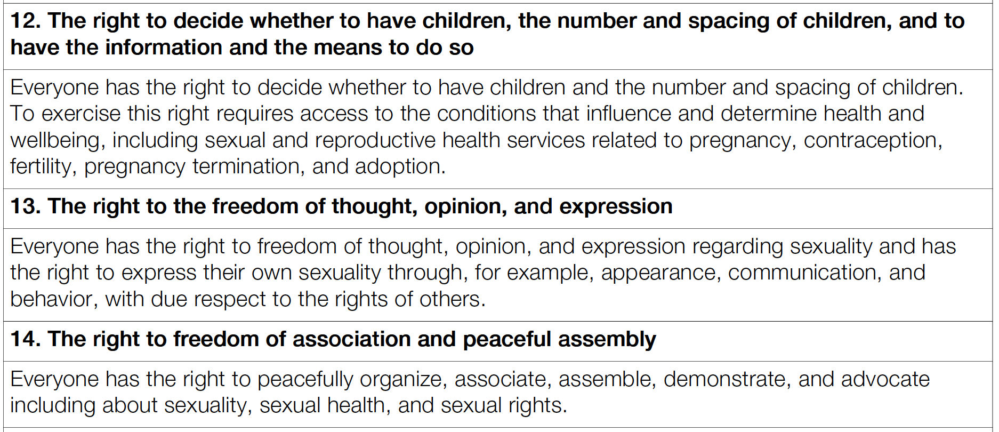 12. The right to decide whether to have children, the number and spacing of children, and to
have the information and the means to do so
Everyone has the right to decide whether to have children and the number and spacing of children.
To exercise this right requires access to the conditions that influence and determine health and
wellbeing, including sexual and reproductive health services related to pregnancy, contraception,
fertility, pregnancy termination, and adoption.
13. The right to the freedom of thought, opinion, and expression
Everyone has the right to freedom of thought, opinion, and expression regarding sexuality and has
the right to express their own sexuality through, for example, appearance, communication, and
behavior, with due respect to the rights of others.
14. The right to freedom of association and peaceful assembly
Everyone has the right to peacefully organize, associate, assemble, demonstrate, and advocate
including about sexuality, sexual health, and sexual rights.